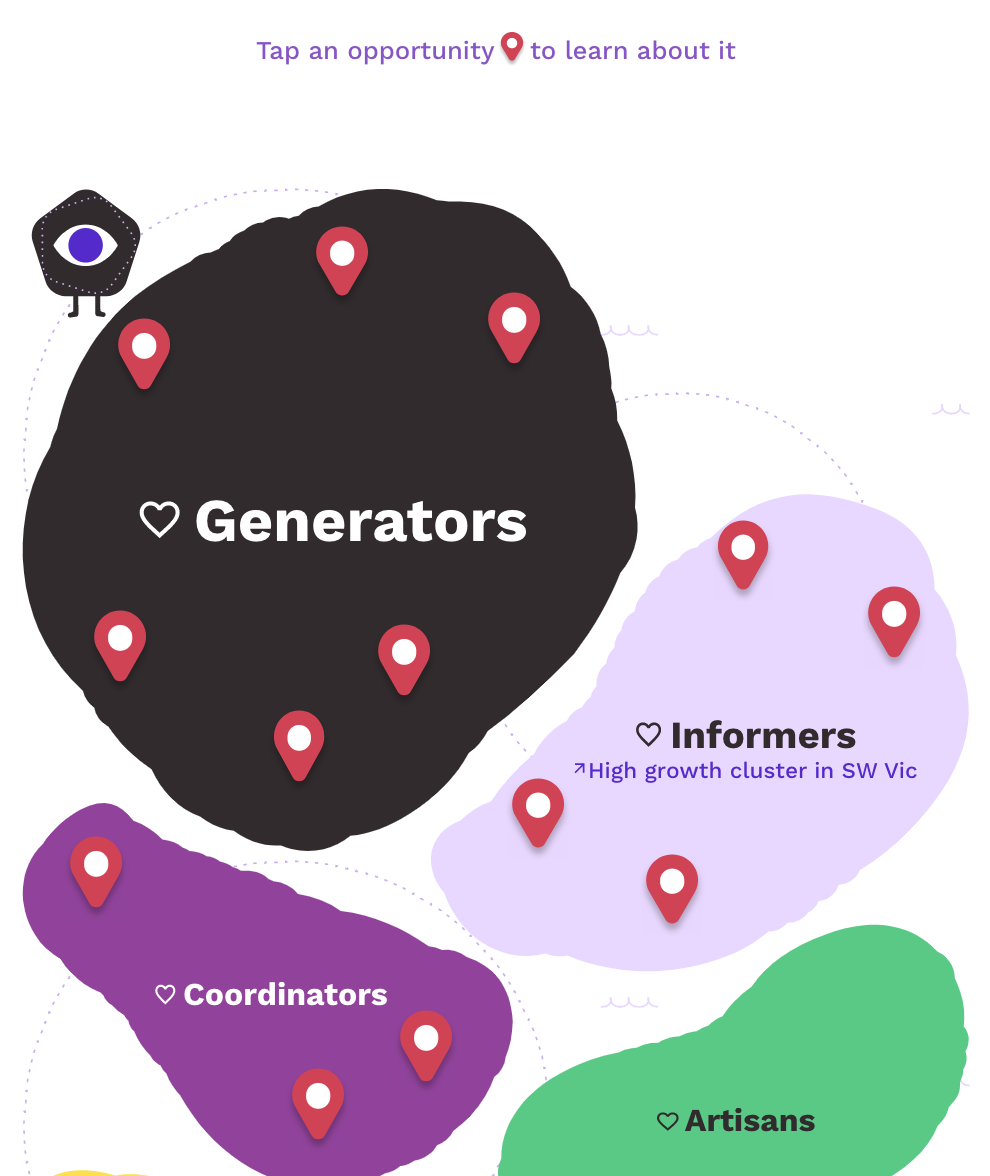 Tap an opportunity to learn about it
Generators
Informers
High growth cluster in SW Vic
Coordinators
Artisans